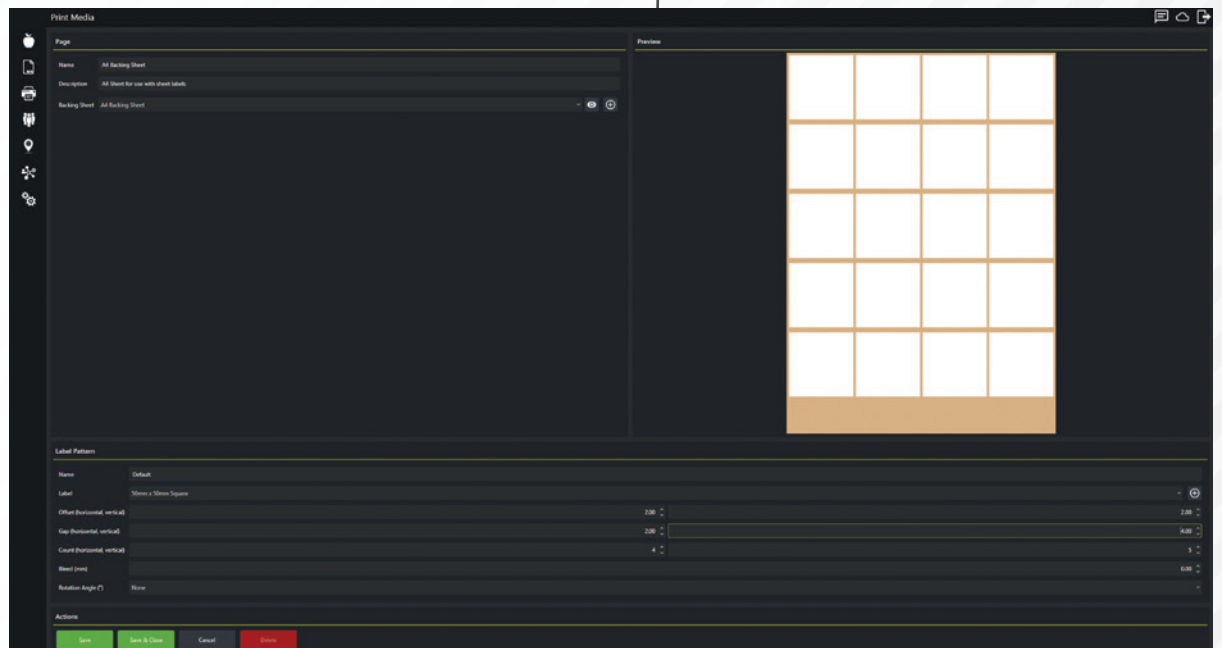 Print Media
Page
Preview
Name A4 Backing Sheet
Description A4 Sheet for use with sheet labels
Backing Sheet A4 Backing Sheet
Label Pattern
Name Default
Label 50mm x 50mm Square
Offset (horizontal, vertical) 2.00 2.00
Gap (horizontal, vertical) 2.00 4.00
Count (horizontal, vertical) 4 5
Bleed (mm) 0.00
Rotation Angle (°) None
Actions
Save Save & Close Cancel Delete